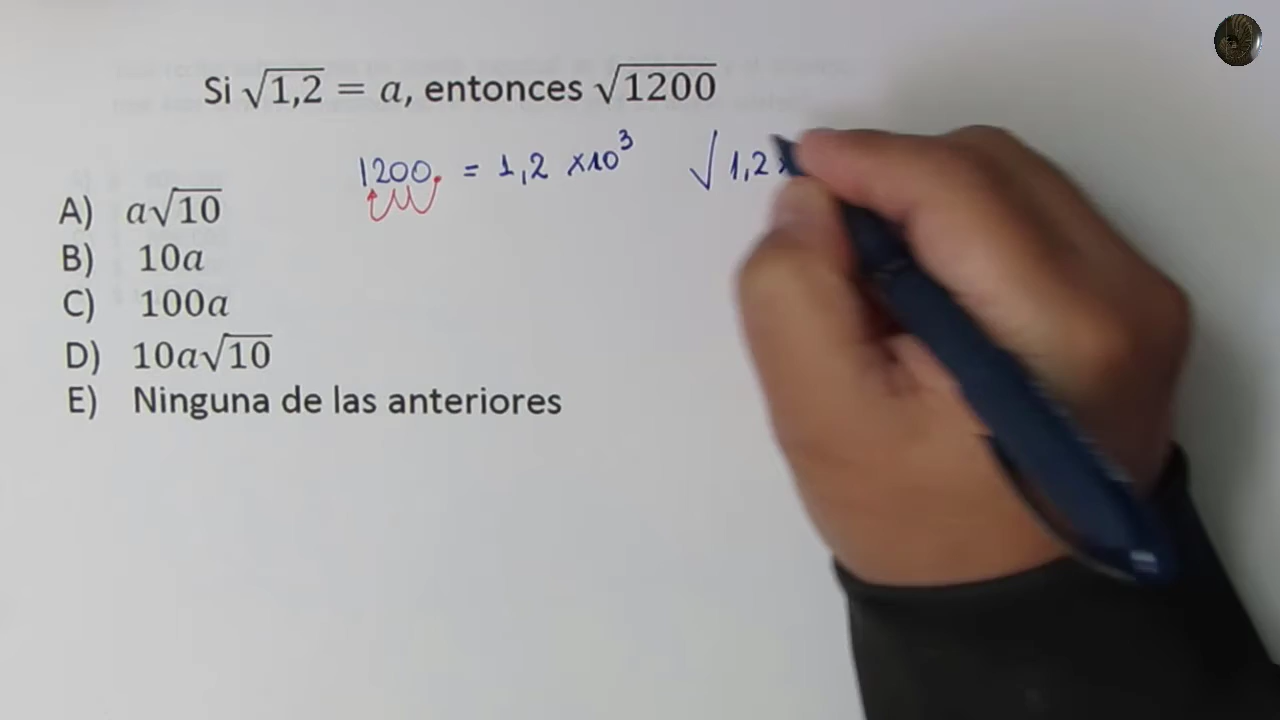 Si √1,2 = a, entonces √1200
1200. = 1,2 ×10³ √1,2
A) a√10
B) 10a
C) 100a
D) 10a√10
E) Ninguna de las anteriores